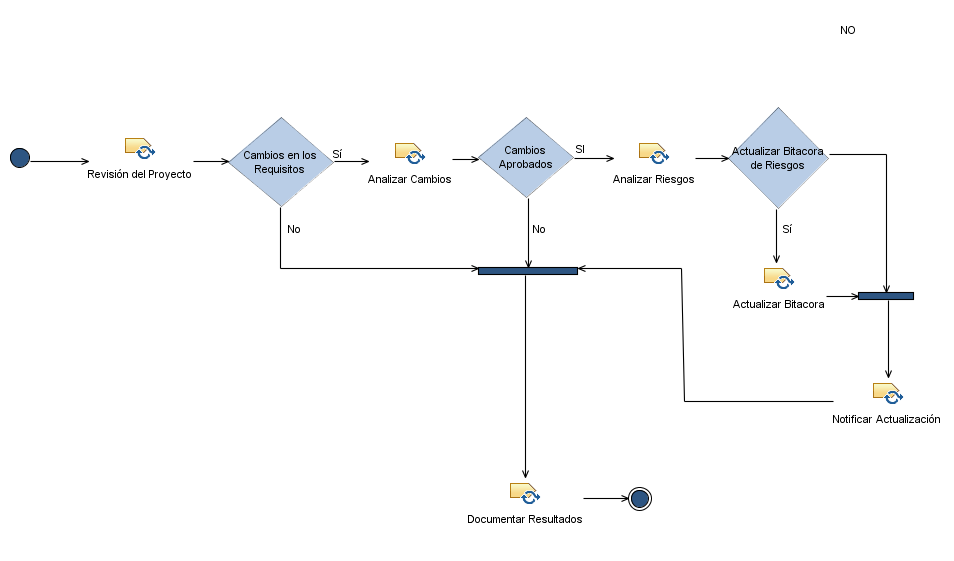 NO
Revisión del Proyecto
Cambios en los
Requisitos
Sí
Analizar Cambios
Cambios
Aprobados
SI
Analizar Riesgos
Actualizar Bitacora
de Riesgos
No
No
Sí
Actualizar Bitacora
Notificar Actualización
Documentar Resultados